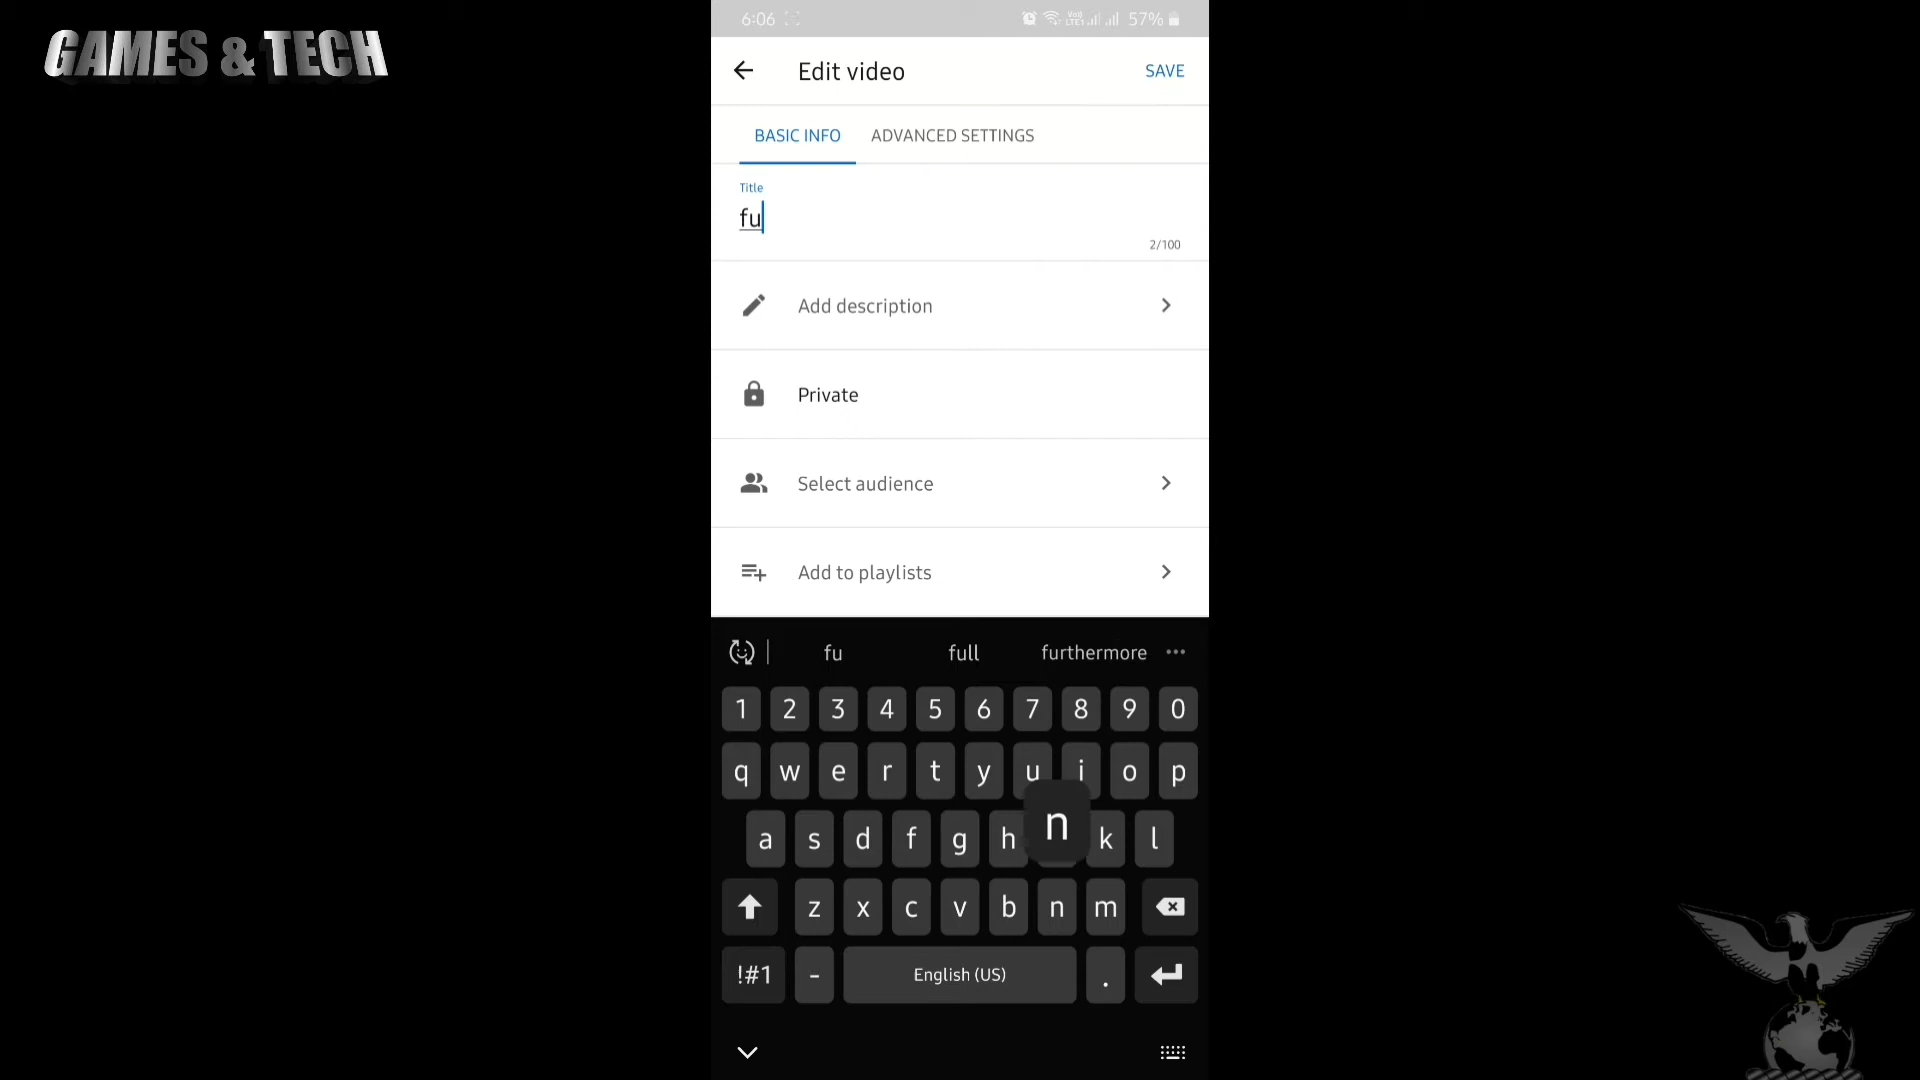 GAMES & TECH
6:06
Vo)) LTE1
57%
Edit video
SAVE
BASIC INFO
ADVANCED SETTINGS
Title
fu
2/100
Add description
Private
Select audience
Add to playlists
fu
full
furthermore
1 2 3 4 5 6 7 8 9 0
q w e r t y u i o p
a s d f g h n k l
z x c v b n m
!#1 - English (US) .